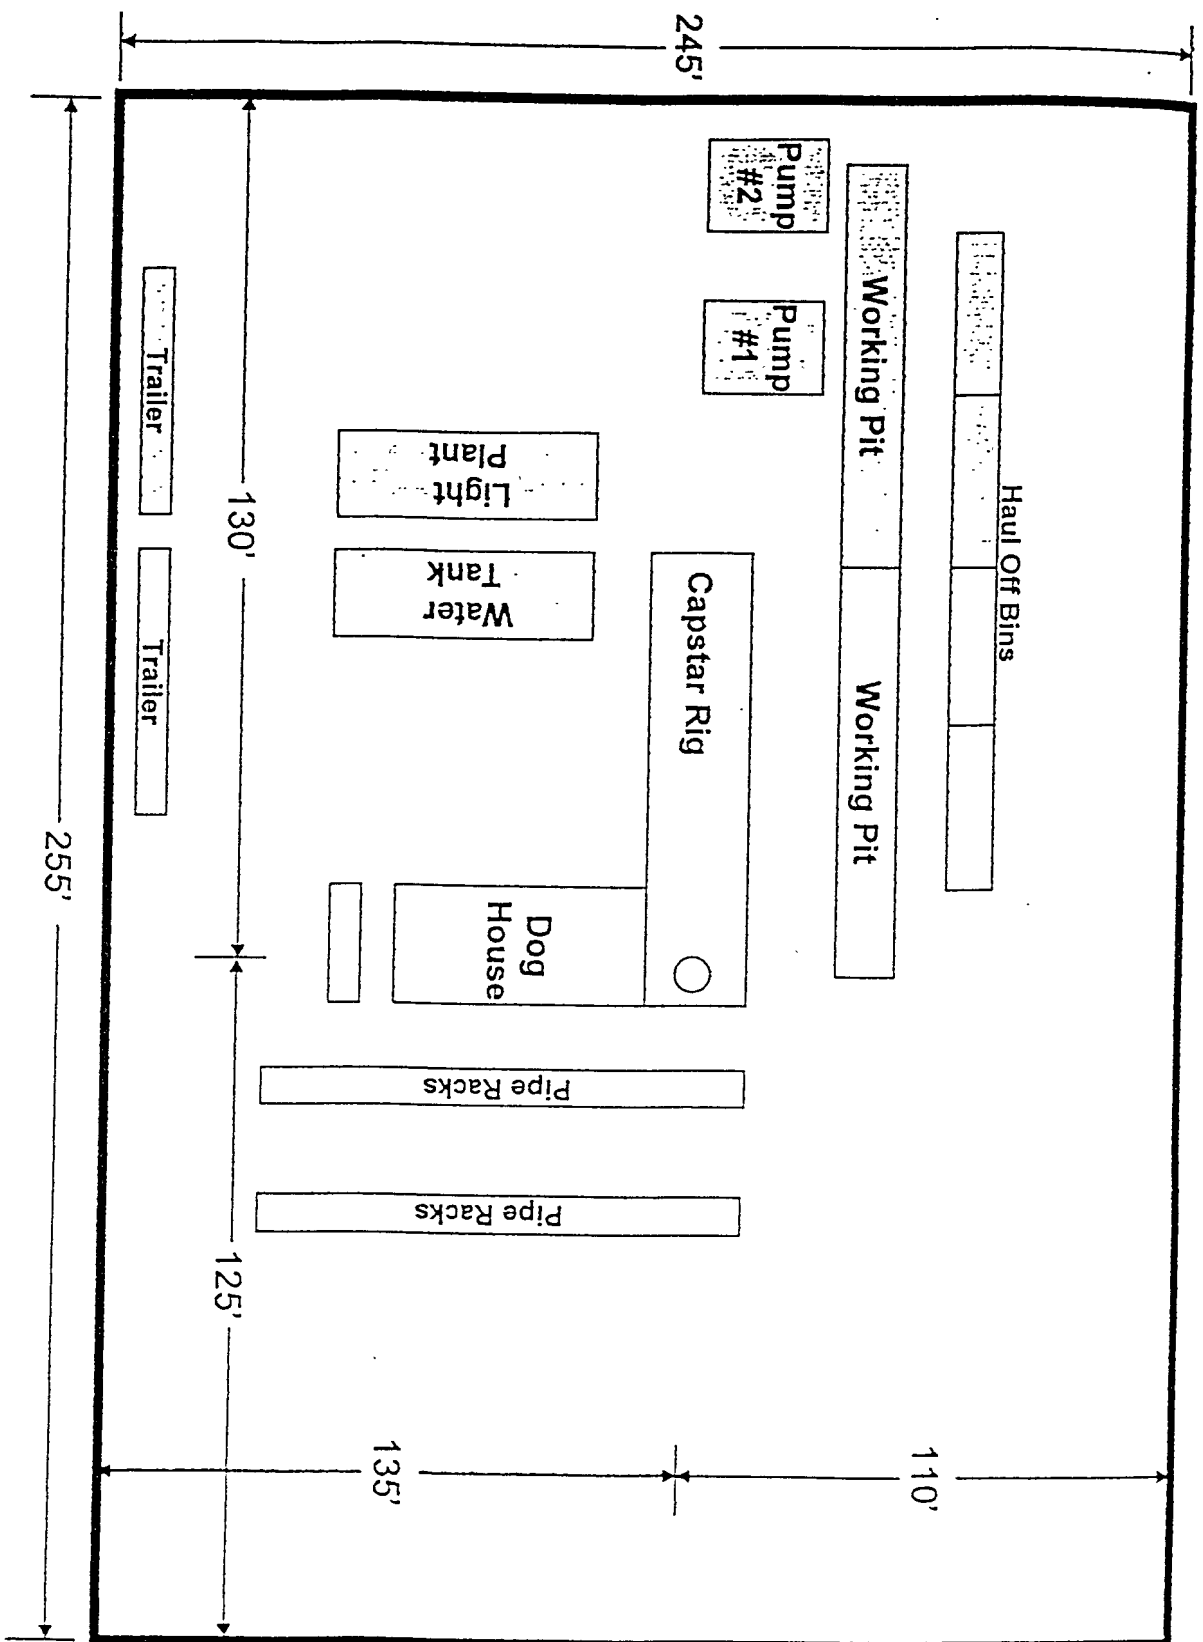 245'
Pump
#2
Pump
#1
Working Pit
Working Pit
Haul Off Bins
Trailer
Trailer
130'
255'
Light
Plant
Water
Tank
Capstar Rig
Dog
House
Pipe Racks
Pipe Racks
125'
135'
110'